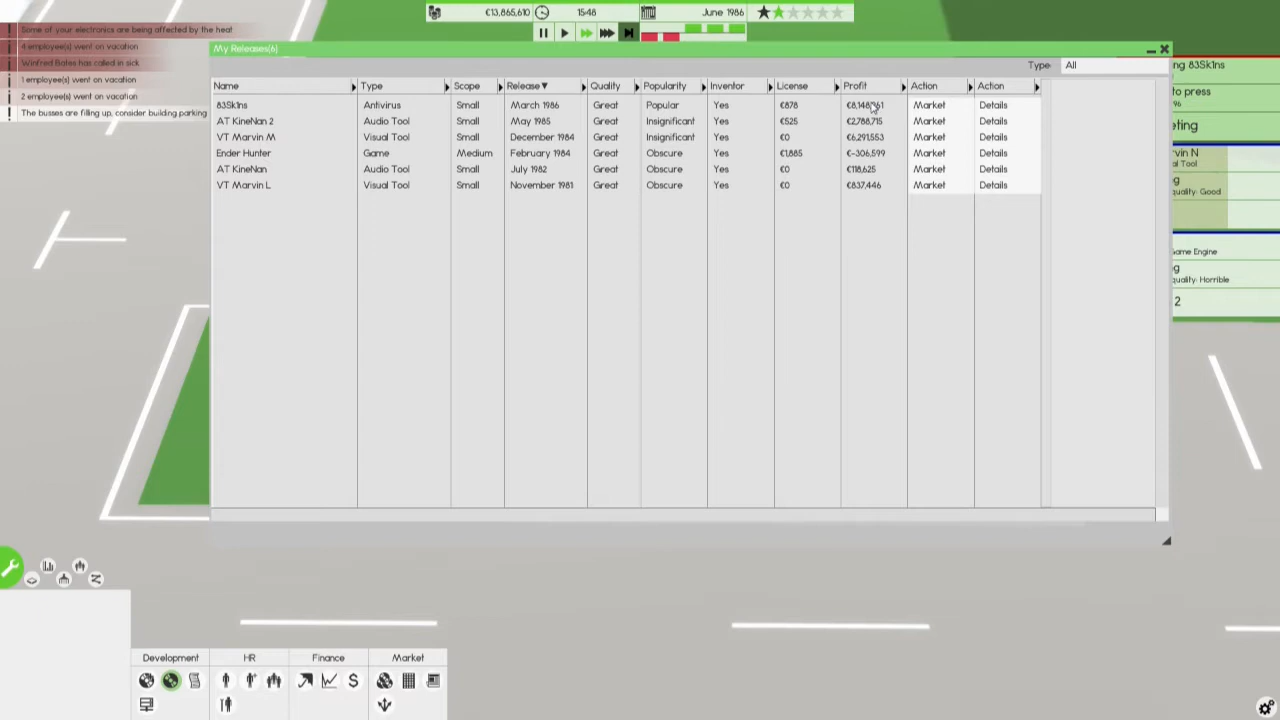 €13,865,610 15:48 June 1986
Some of your electronics are being affected by the heat
4 employee(s) went on vacation
Winfred Bates has called in sick
1 employee(s) went on vacation
2 employee(s) went on vacation
The busses are filling up, consider building parking
My Releases(6)
Type: All
Name Type Scope Release▼ Quality Popularity Inventor License Profit Action Action
83Sk1ns Antivirus Small March 1986 Great Popular Yes €878 Market Details
AT KineNan 2 Audio Tool Small May 1985 Great Insignificant Yes €525 €2,788,715 Market Details
VT Marvin M Visual Tool Small December 1984 Great Insignificant Yes €0 €6,291,553 Market Details
Ender Hunter Game Medium February 1984 Great Obscure Yes €1,885 €-306,599 Market Details
AT KineNan Audio Tool Small July 1982 Great Obscure Yes €0 €118,625 Market Details
VT Marvin L Visual Tool Small November 1981 Great Obscure Yes €0 €837,446 Market Details
ng 83Sk1ns
to press
96
eting
rvin N
al Tool
g
quality: Good
ame Engine
g
quality: Horrible
2
Development HR Finance Market